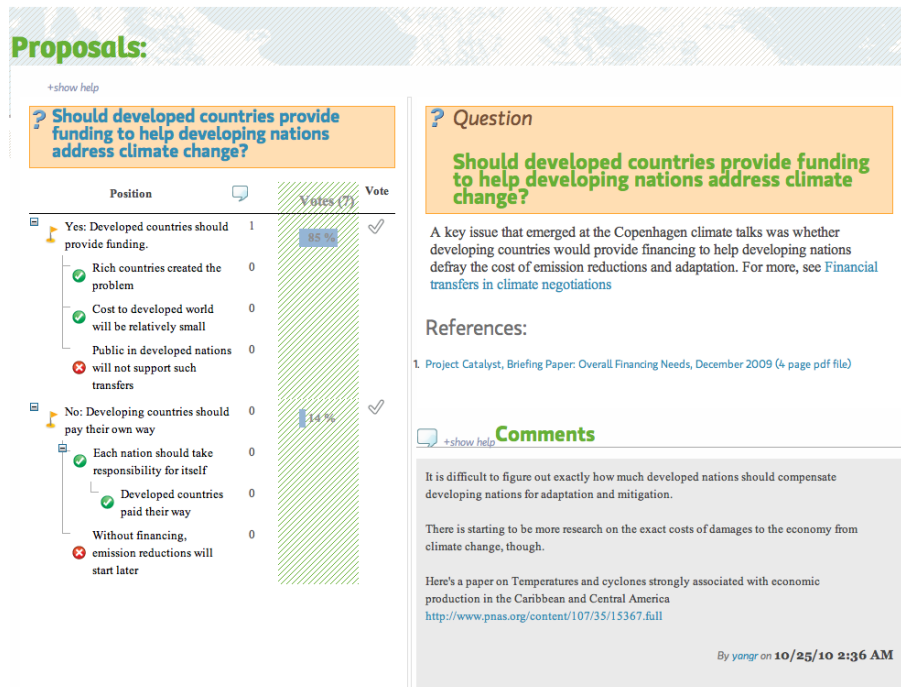 Proposals:
+show help
Should developed countries provide
funding to help developing nations
address climate change?
Position
Votes (7)
Vote
Yes: Developed countries should
provide funding.
1
85 %
Rich countries created the
problem
0
Cost to developed world
will be relatively small
0
Public in developed nations
will not support such
transfers
0
No: Developing countries should
pay their own way
0
14 %
Each nation should take
responsibility for itself
0
Developed countries
paid their way
0
Without financing,
emission reductions will
start later
0
? Question
Should developed countries provide funding
to help developing nations address climate
change?
A key issue that emerged at the Copenhagen climate talks was whether
developing countries would provide financing to help developing nations
defray the cost of emission reductions and adaptation. For more, see Financial
transfers in climate negotiations
References:
1. Project Catalyst, Briefing Paper: Overall Financing Needs, December 2009 (4 page pdf file)
+show help Comments
It is difficult to figure out exactly how much developed nations should compensate
developing nations for adaptation and mitigation.
There is starting to be more research on the exact costs of damages to the economy from
climate change, though.
Here's a paper on Temperatures and cyclones strongly associated with economic
production in the Caribbean and Central America
http://www.pnas.org/content/107/35/15367.full
By yangr on 10/25/10 2:36 AM